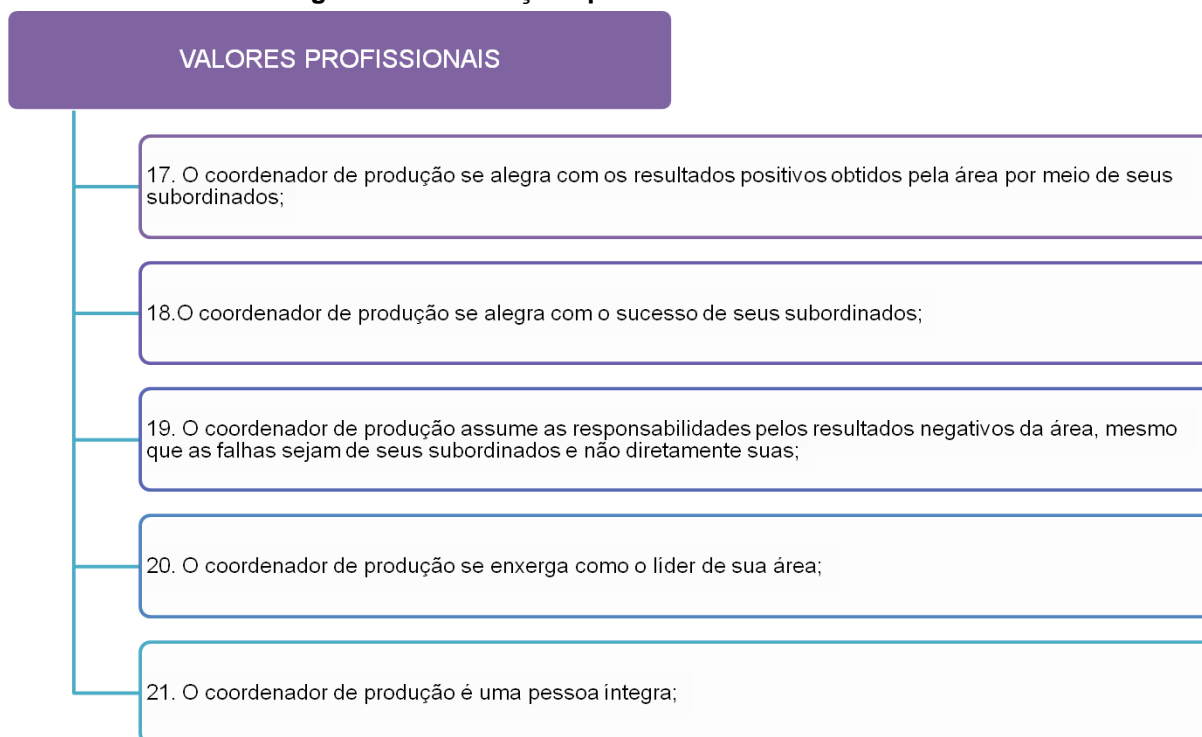 VALORES PROFISSIONAIS
17. O coordenador de produção se alegra com os resultados positivos obtidos pela área por meio de seus
subordinados;
18.O coordenador de produção se alegra com o sucesso de seus subordinados;
19. O coordenador de produção assume as responsabilidades pelos resultados negativos da área, mesmo
que as falhas sejam de seus subordinados e não diretamente suas;
20. O coordenador de produção se enxerga como o líder de sua área;
21. O coordenador de produção é uma pessoa íntegra;